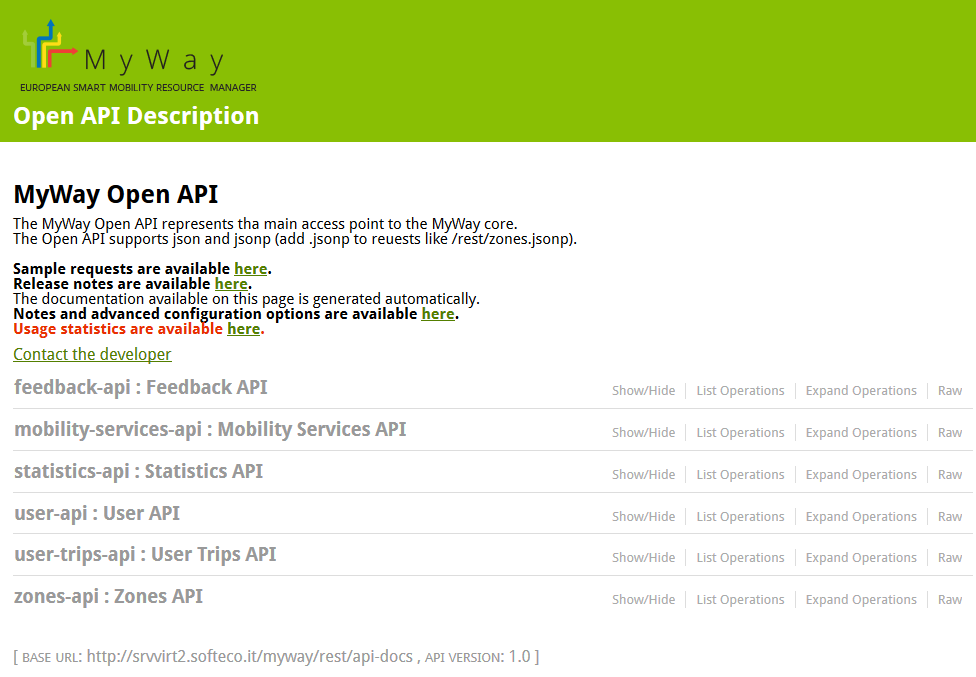 M y W a y
EUROPEAN SMART MOBILITY RESOURCE MANAGER
Open API Description
MyWay Open API
The MyWay Open API represents tha main access point to the MyWay core.
The Open API supports json and jsonp (add .jsonp to reuests like /rest/zones.jsonp).
Sample requests are available here.
Release notes are available here.
The documentation available on this page is generated automatically.
Notes and advanced configuration options are available here.
Usage statistics are available here.
Contact the developer
feedback-api : Feedback API Show/Hide List Operations Expand Operations Raw
mobility-services-api : Mobility Services API Show/Hide List Operations Expand Operations Raw
statistics-api : Statistics API Show/Hide List Operations Expand Operations Raw
user-api : User API Show/Hide List Operations Expand Operations Raw
user-trips-api : User Trips API Show/Hide List Operations Expand Operations Raw
zones-api : Zones API Show/Hide List Operations Expand Operations Raw
[ BASE URL: http://srvvirt2.softeco.it/myway/rest/api-docs , API VERSION: 1.0 ]